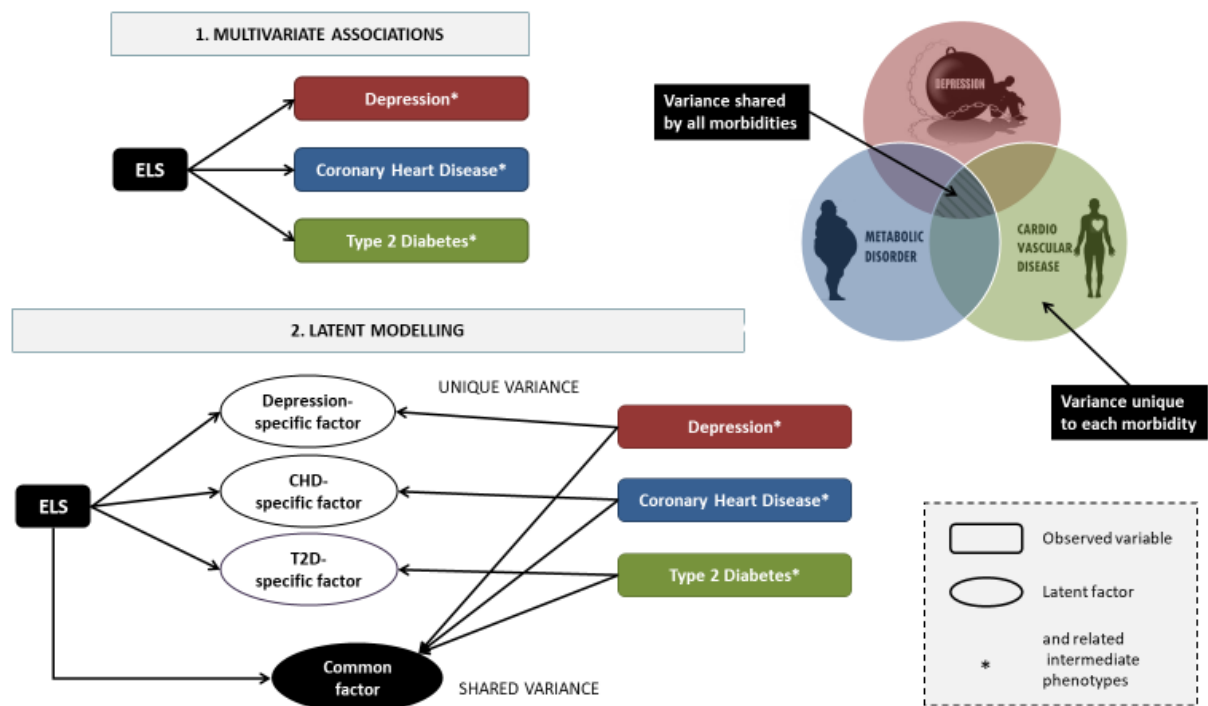 1. MULTIVARIATE ASSOCIATIONS
ELS
Depression*
Coronary Heart Disease*
Type 2 Diabetes*
Variance shared
by all morbidities
DEPRESSION
METABOLIC
DISORDER
CARDIO
VASCULAR
DISEASE
Variance unique
to each morbidity
2. LATENT MODELLING
UNIQUE VARIANCE
ELS
Depression-
specific factor
CHD-
specific factor
T2D-
specific factor
Common
factor
SHARED VARIANCE
Depression*
Coronary Heart Disease*
Type 2 Diabetes*
Observed variable
Latent factor
* and related
intermediate
phenotypes